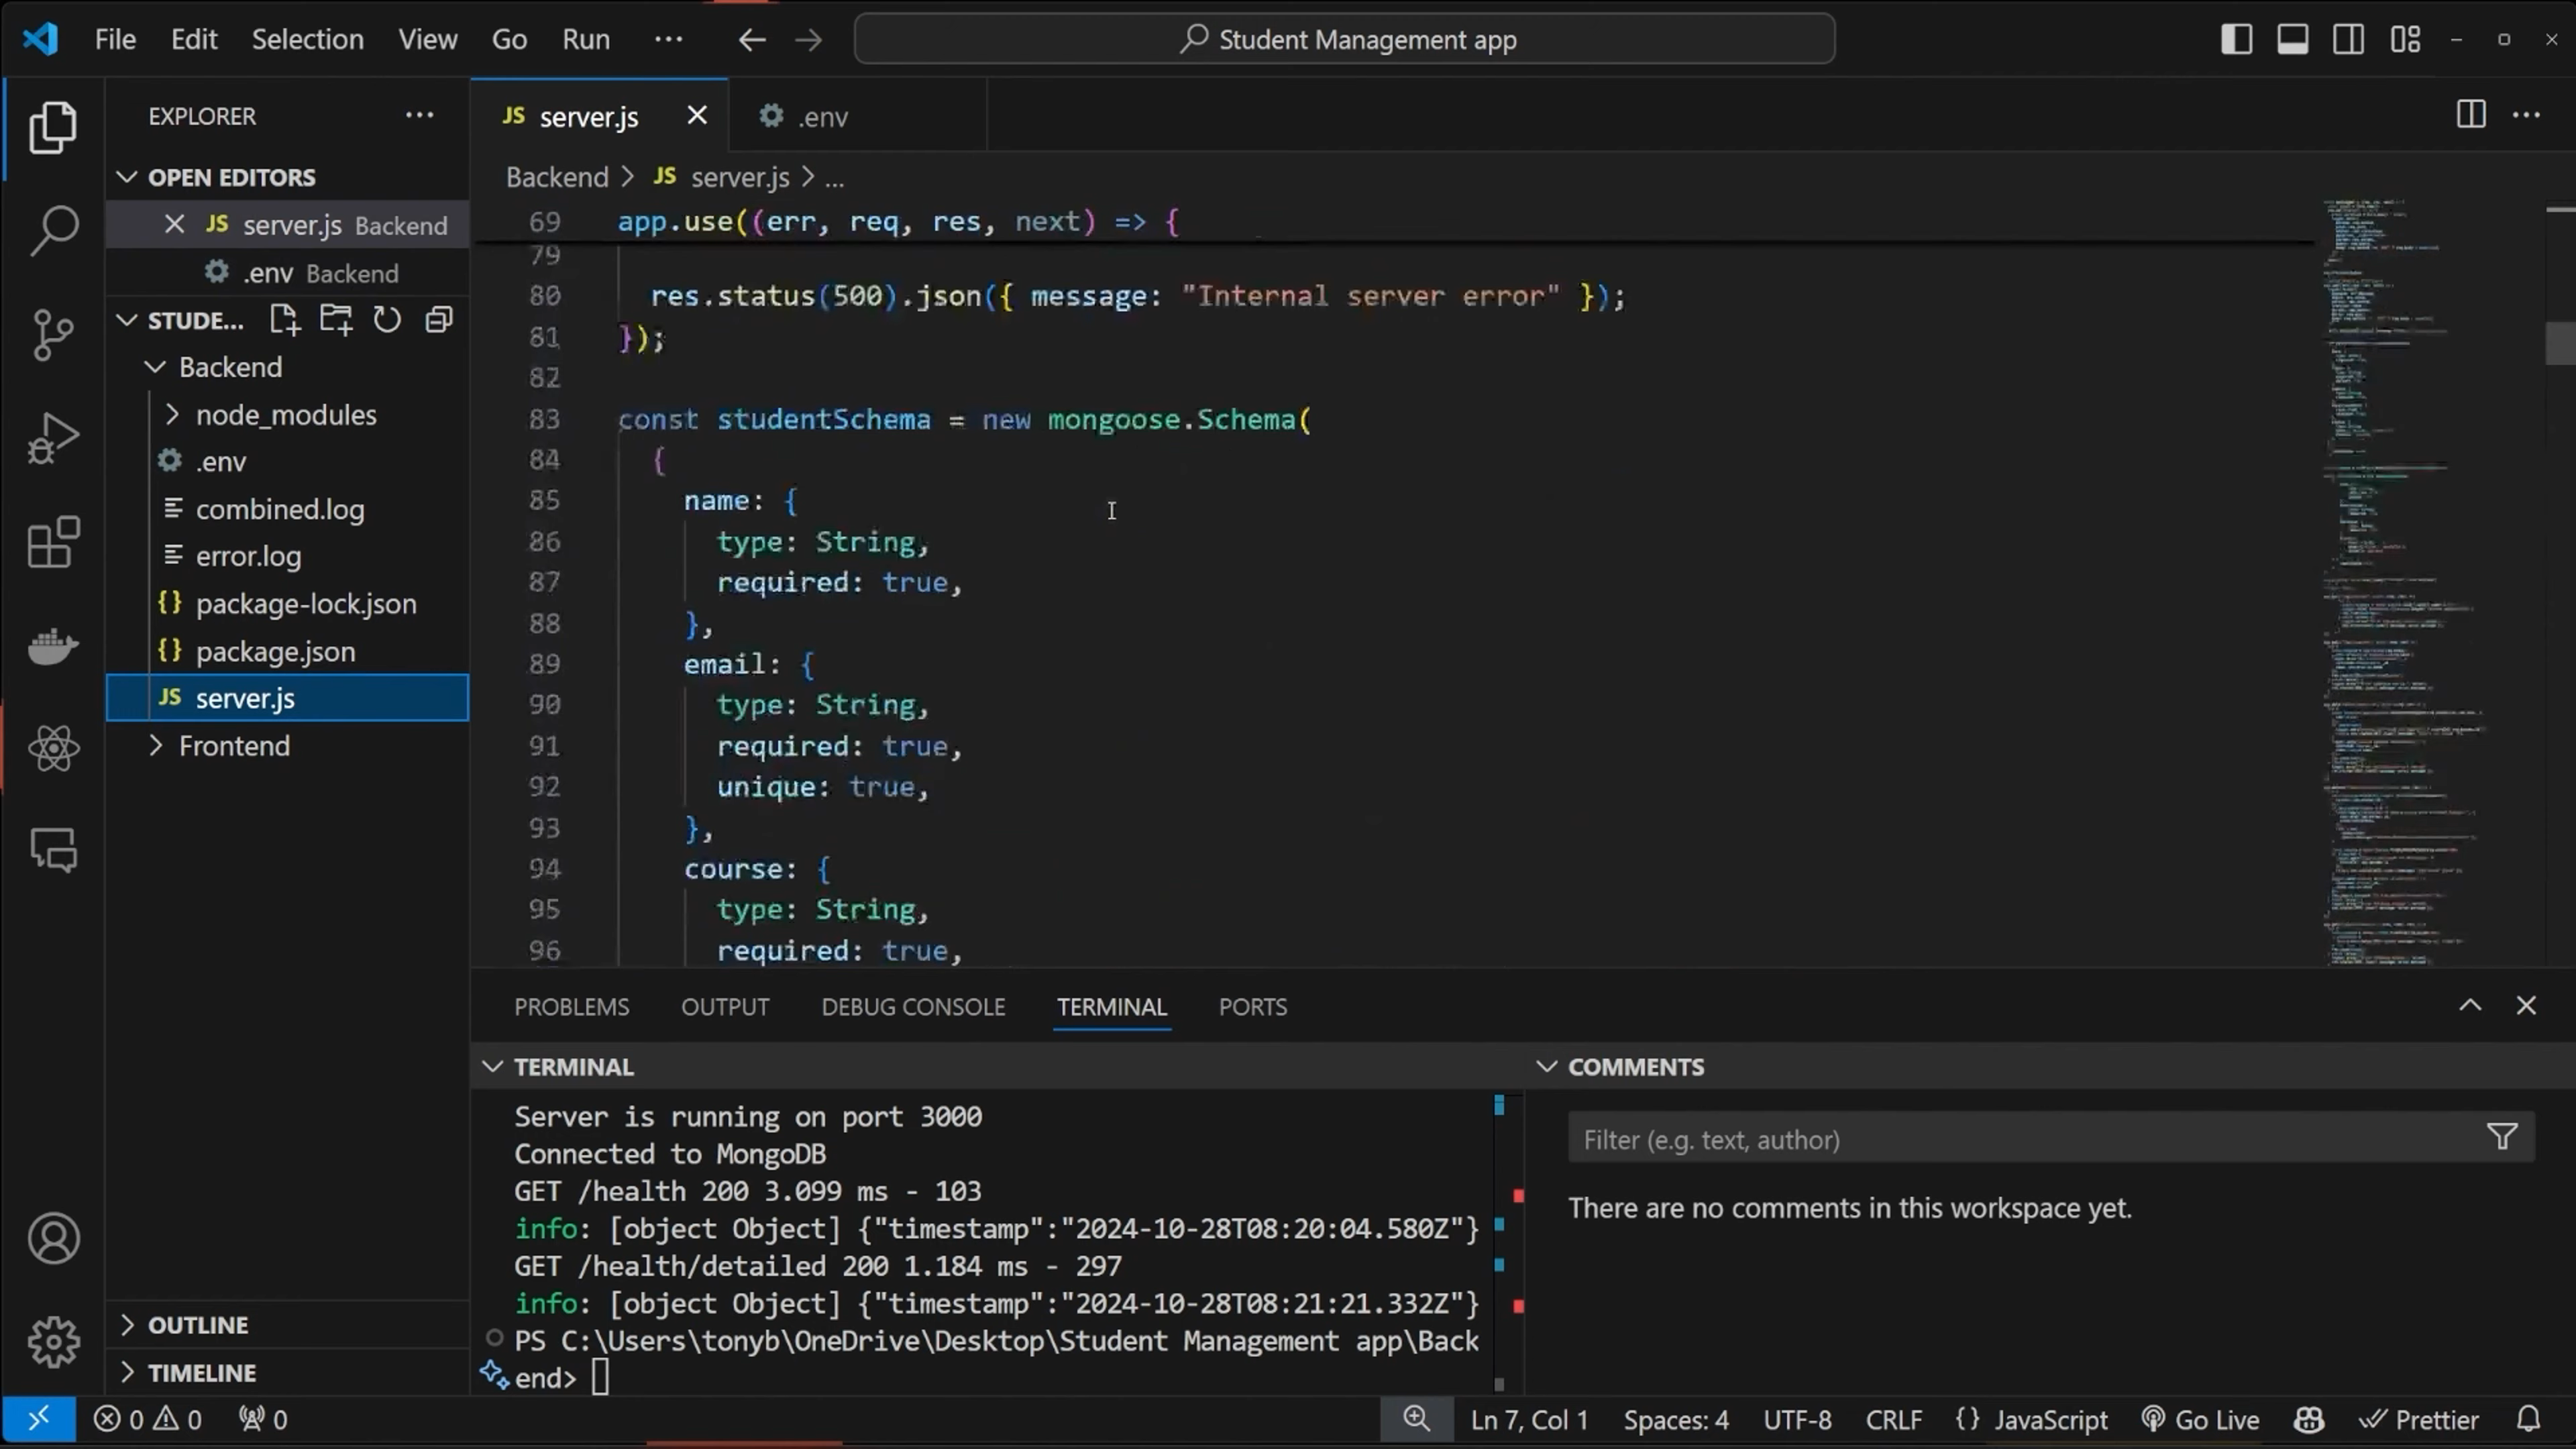 File Edit Selection View Go Run ··· Student Management app
EXPLORER ···
OPEN EDITORS
JS server.js Backend
.env Backend
STUDE...
Backend
node_modules
.env
combined.log
error.log
{} package-lock.json
{} package.json
JS server.js
Frontend
OUTLINE
TIMELINE
JS server.js .env
Backend > JS server.js > ...
69 app.use((err, req, res, next) => {
79
80 res.status(500).json({ message: "Internal server error" });
81 });
82
83 const studentSchema = new mongoose.Schema(
84 {
85 name: {
86 type: String,
87 required: true,
88 },
89 email: {
90 type: String,
91 required: true,
92 unique: true,
93 },
94 course: {
95 type: String,
96 required: true,
PROBLEMS OUTPUT DEBUG CONSOLE TERMINAL PORTS
TERMINAL
Server is running on port 3000
Connected to MongoDB
GET /health 200 3.099 ms - 103
info: [object Object] {"timestamp":"2024-10-28T08:20:04.580Z"}
GET /health/detailed 200 1.184 ms - 297
info: [object Object] {"timestamp":"2024-10-28T08:21:21.332Z"}
PS C:\Users\tonyb\OneDrive\Desktop\Student Management app\Back
end>
COMMENTS
Filter (e.g. text, author)
There are no comments in this workspace yet.
0 0 0 Ln 7, Col 1 Spaces: 4 UTF-8 CRLF {} JavaScript Go Live Prettier